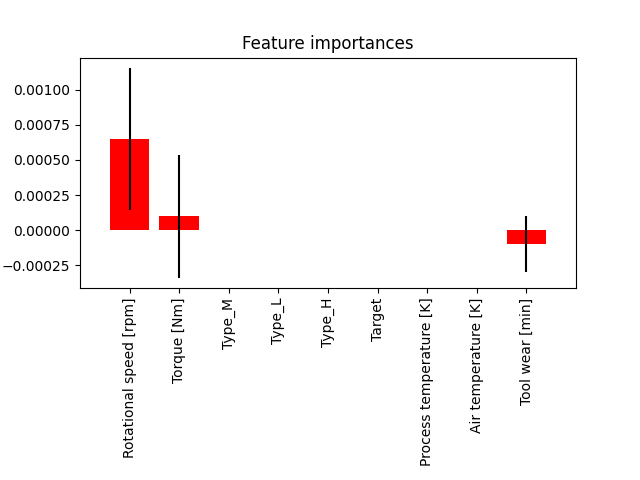 Feature importances
0.00100
0.00075
0.00050
0.00025
0.00000
−0.00025
Rotational speed [rpm]
Torque [Nm]
Type_M
Type_L
Type_H
Target
Process temperature [K]
Air temperature [K]
Tool wear [min]